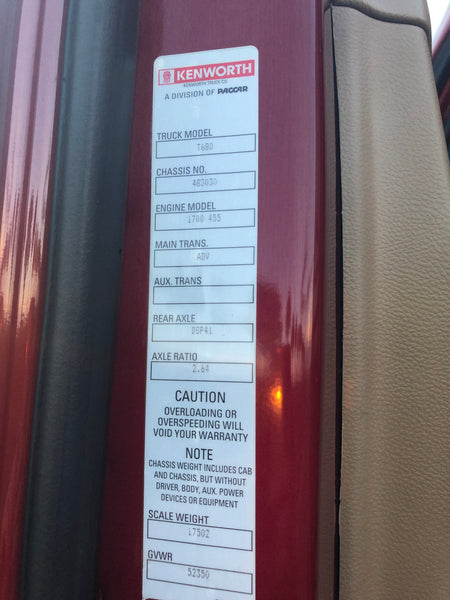 KENWORTH
KENWORTH TRUCK CO.
A DIVISION OF PACCAR
TRUCK MODEL
T680
CHASSIS NO.
483030
ENGINE MODEL
1700 455
MAIN TRANS.
ADV
AUX. TRANS
REAR AXLE
DSP41
AXLE RATIO
2.64
CAUTION
OVERLOADING OR
OVERSPEEDING WILL
VOID YOUR WARRANTY
NOTE
CHASSIS WEIGHT INCLUDES CAB
AND CHASSIS, BUT WITHOUT
DRIVER, BODY, AUX. POWER
DEVICES OR EQUIPMENT
SCALE WEIGHT
17502
GVWR
52350